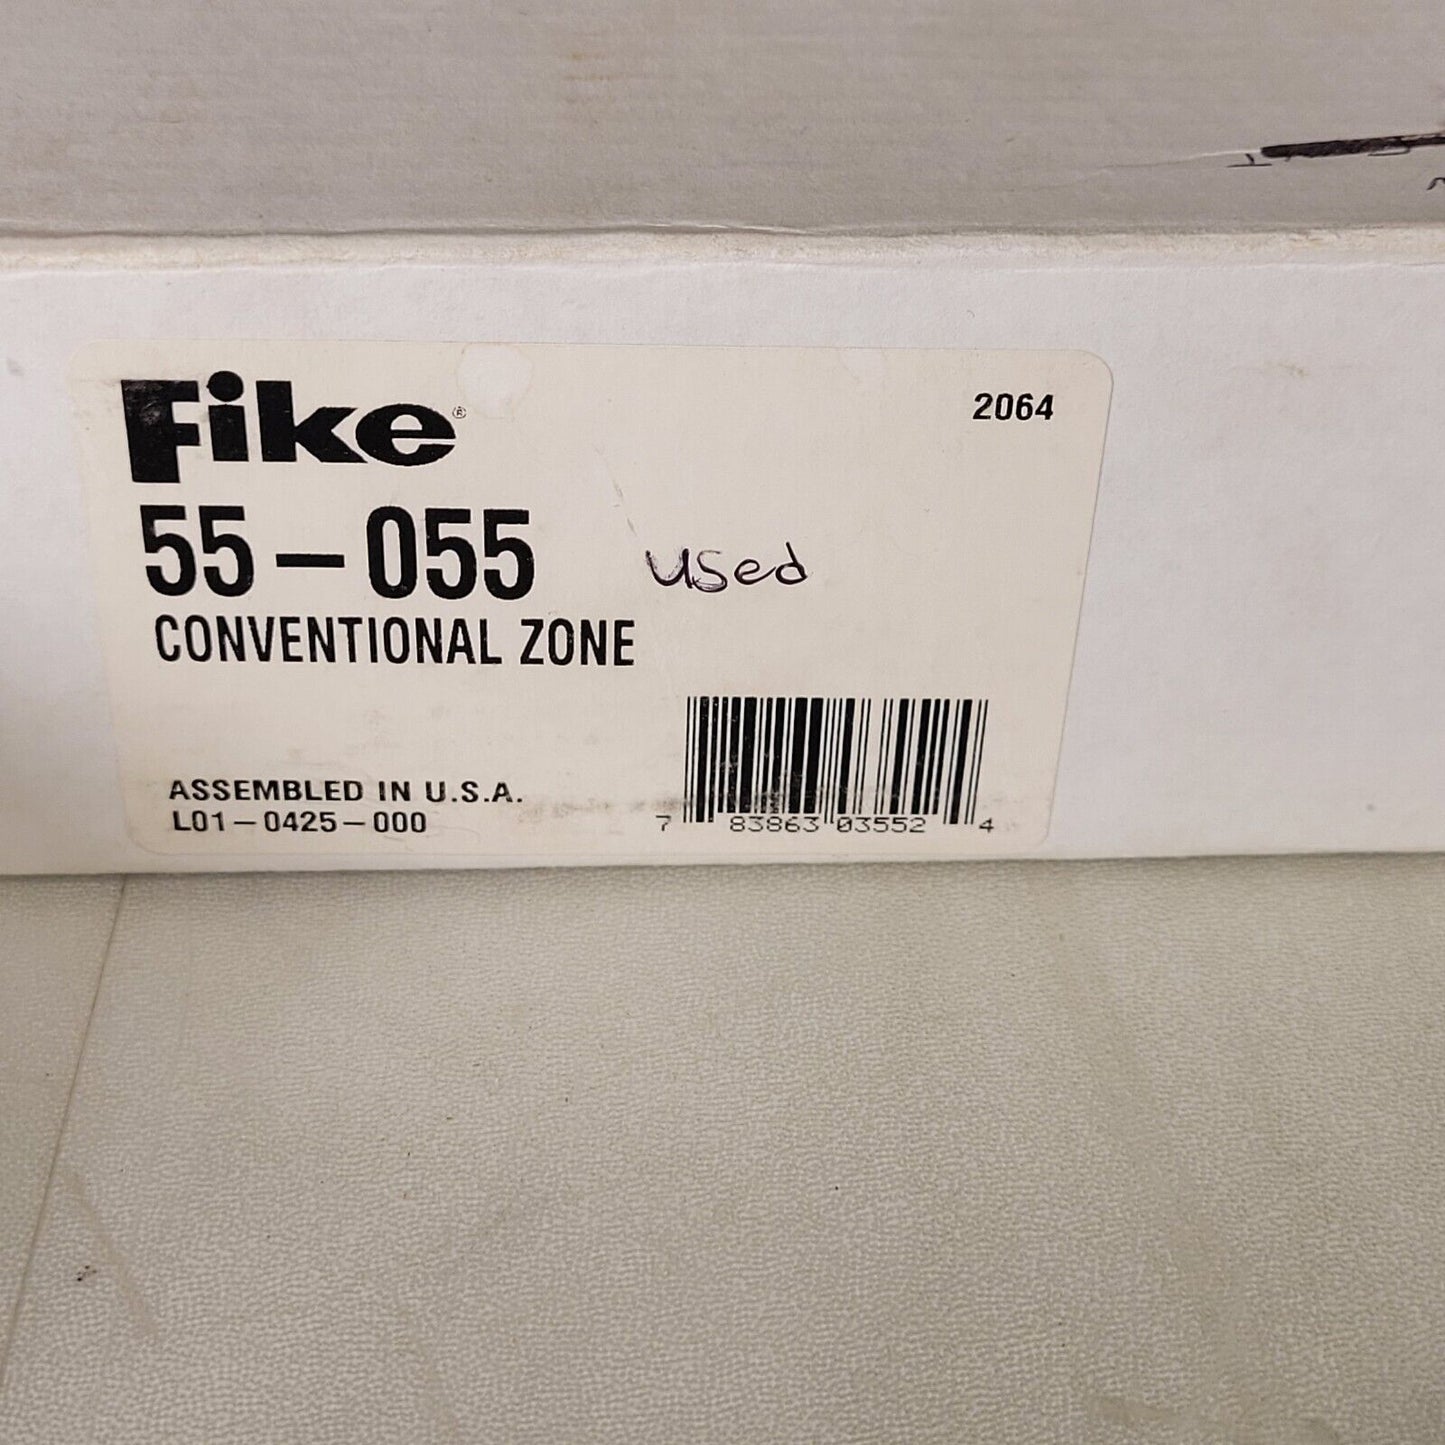 Fike®
2064
55-055
used
CONVENTIONAL ZONE
ASSEMBLED IN U.S.A.
L01-0425-000
7 83863 03552 4